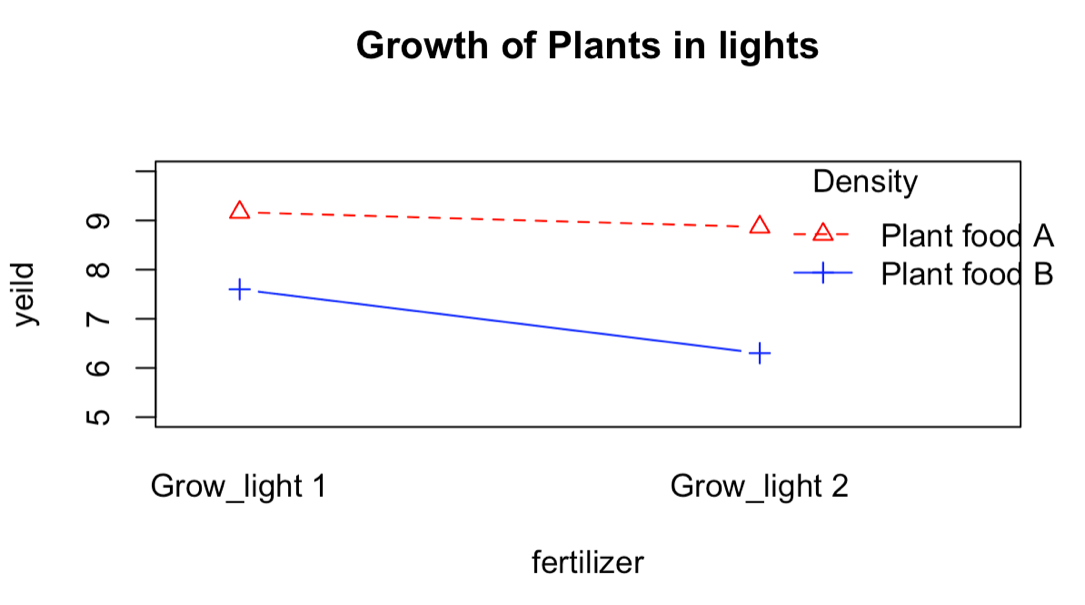 Growth of Plants in lights
yeild
9
8
7
6
5
Density
Plant food A
Plant food B
Grow_light 1
Grow_light 2
fertilizer